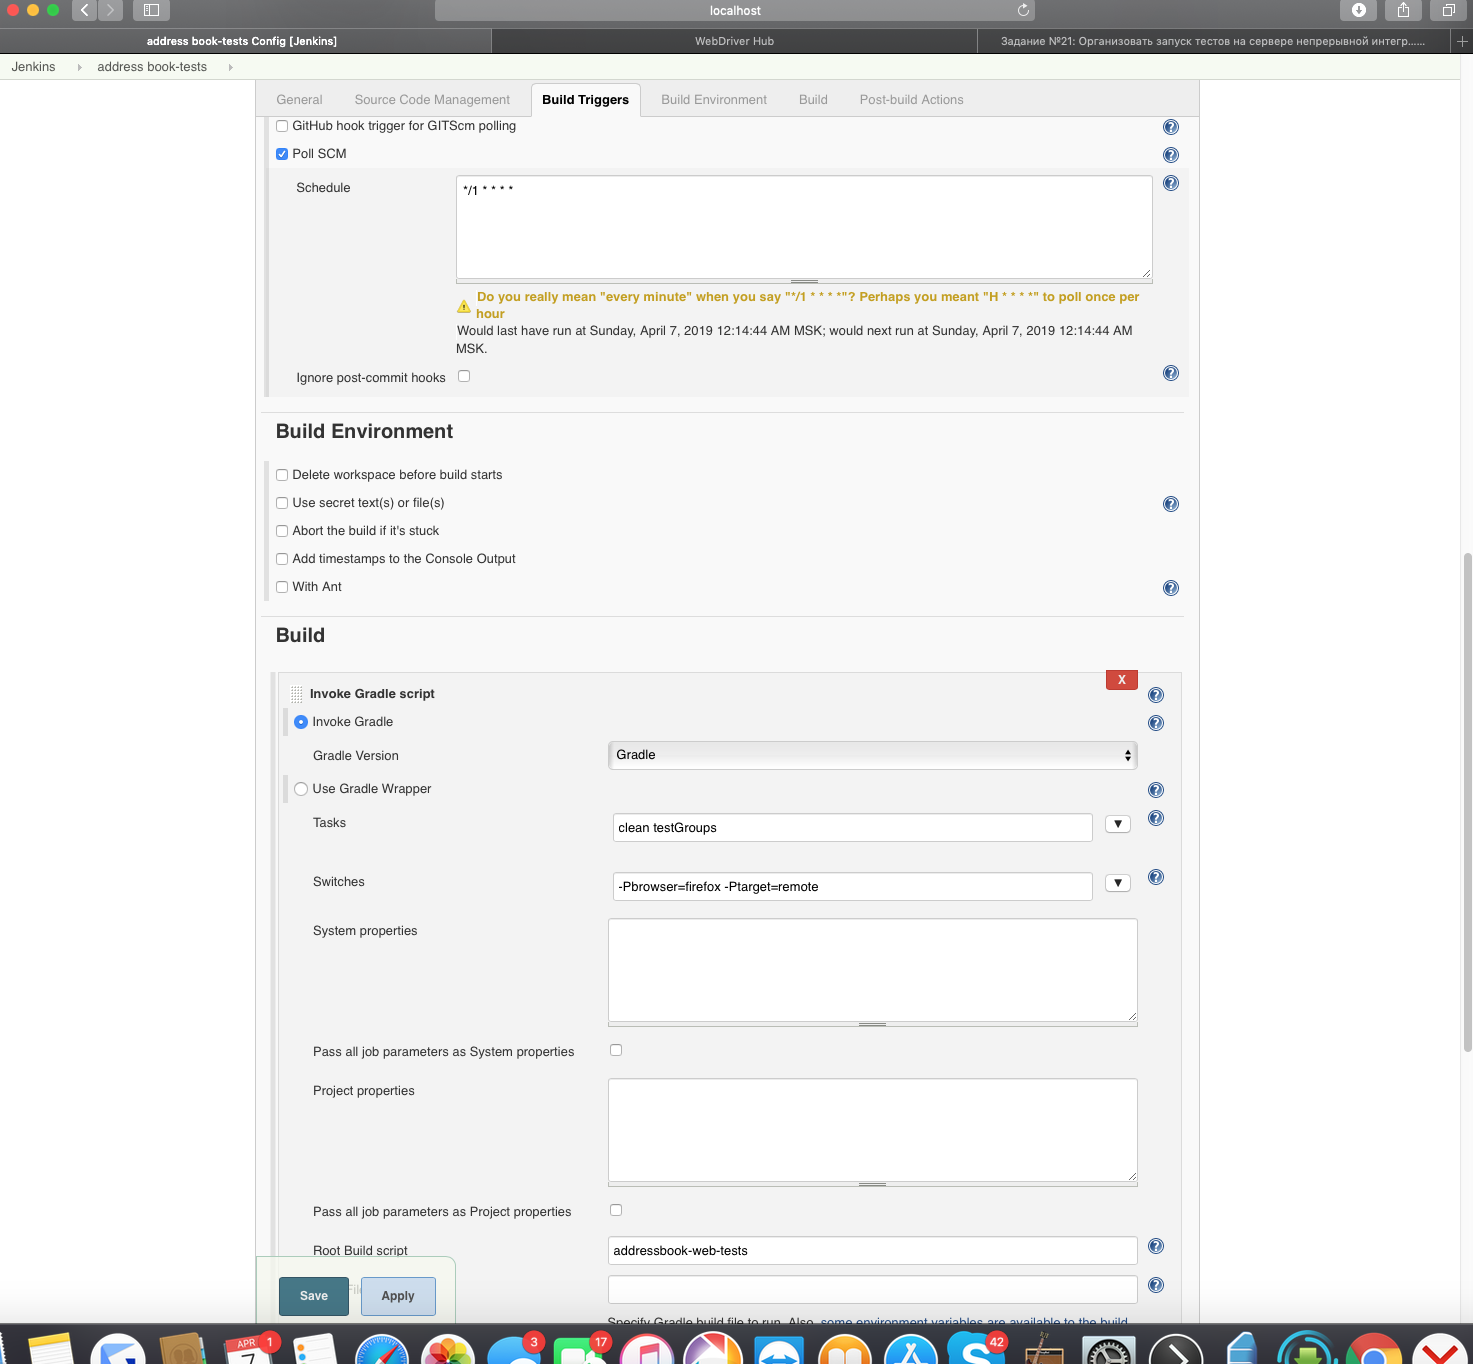 localhost
address book-tests Config [Jenkins]
WebDriver Hub
Задание №21: Организовать запуск тестов на сервере непрерывной интегр......
Jenkins
address book-tests
General
Source Code Management
Build Triggers
Build Environment
Build
Post-build Actions
GitHub hook trigger for GITScm polling
Poll SCM
Schedule
*/1 * * * *
Do you really mean "every minute" when you say "*/1 * * * *"? Perhaps you meant "H * * * *" to poll once per
hour
Would last have run at Sunday, April 7, 2019 12:14:44 AM MSK; would next run at Sunday, April 7, 2019 12:14:44 AM
MSK.
Ignore post-commit hooks
Build Environment
Delete workspace before build starts
Use secret text(s) or file(s)
Abort the build if it's stuck
Add timestamps to the Console Output
With Ant
Build
X
Invoke Gradle script
Invoke Gradle
Gradle Version
Gradle
Use Gradle Wrapper
Tasks
clean testGroups
Switches
-Pbrowser=firefox -Ptarget=remote
System properties
Pass all job parameters as System properties
Project properties
Pass all job parameters as Project properties
Root Build script
addressbook-web-tests
Save
Apply
Specify Gradle build file to run. Also, some environment variables are available to the build
APR
7
1
3
17
42